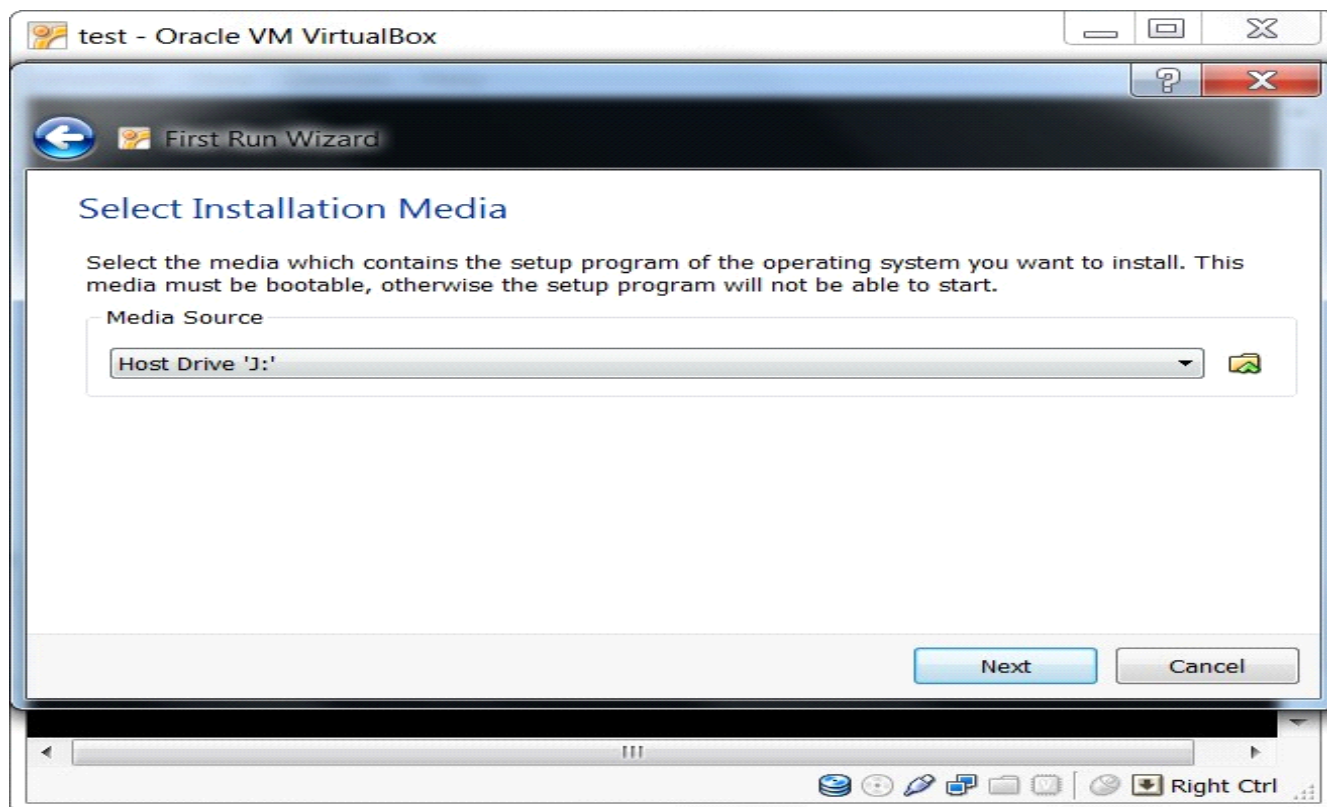 test - Oracle VM VirtualBox
First Run Wizard
Select Installation Media
Select the media which contains the setup program of the operating system you want to install. This
media must be bootable, otherwise the setup program will not be able to start.
Media Source
Host Drive 'J:'
Next
Cancel
Right Ctrl